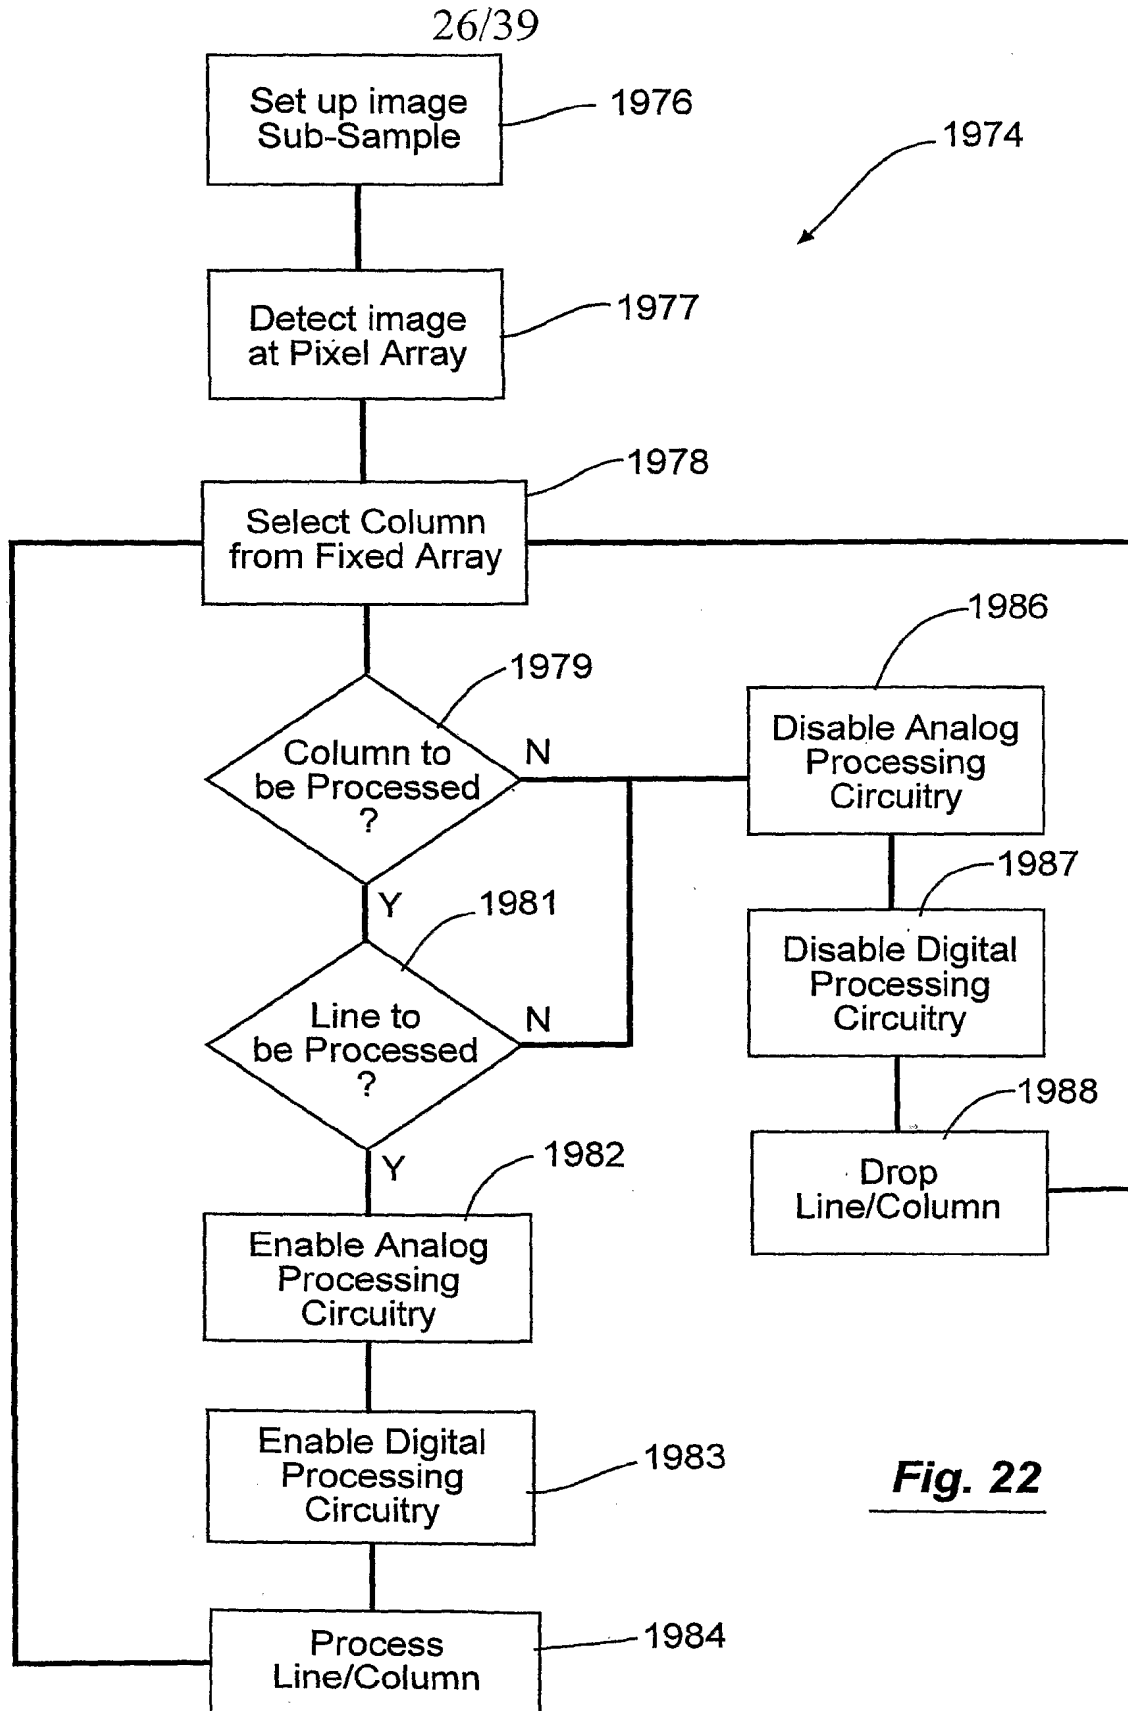 26/39
Set up image
Sub-Sample
1976
1974
Detect image
at Pixel Array
1977
1978
Select Column
from Fixed Array
1979
Column to
be Processed
?
N
Y
1986
Disable Analog
Processing
Circuitry
1981
Line to
be Processed
?
N
Y
1987
Disable Digital
Processing
Circuitry
1988
Drop
Line/Column
1982
Enable Analog
Processing
Circuitry
Enable Digital
Processing
Circuitry
1983
Fig. 22
Process
Line/Column
1984